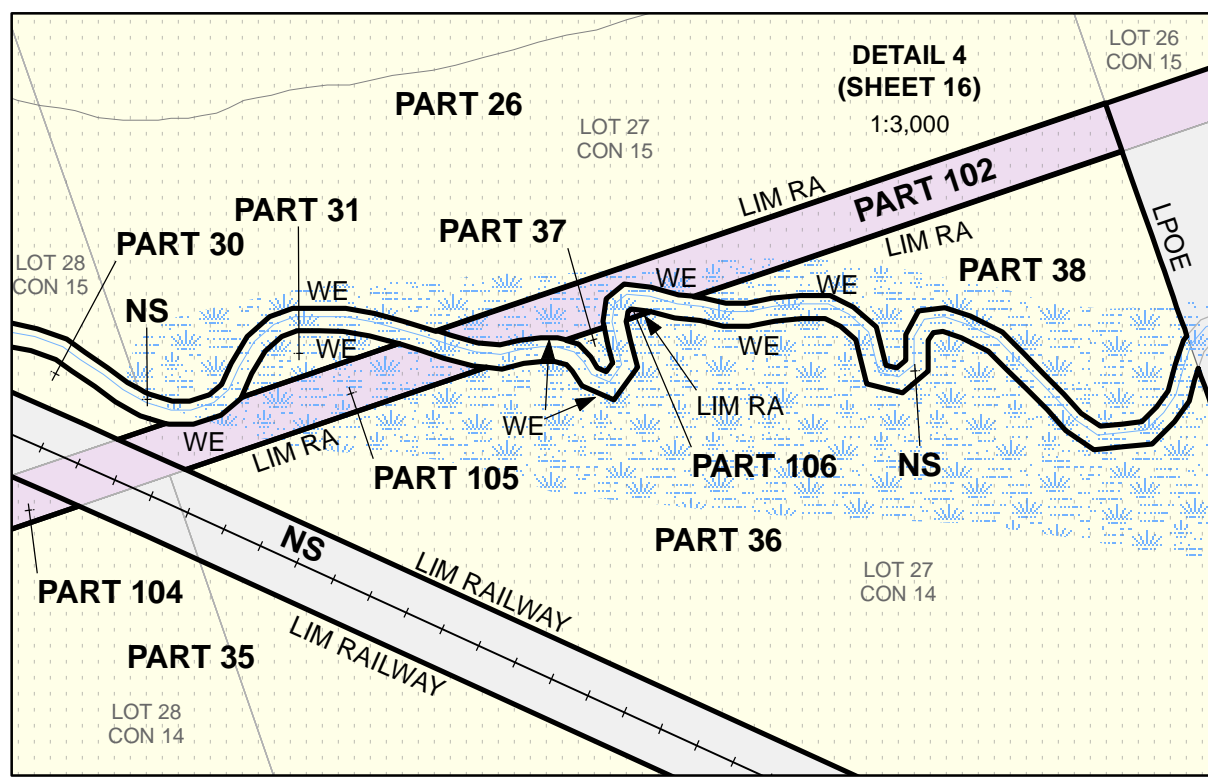 LOT 26
CON 15
DETAIL 4
(SHEET 16)
1:3,000
PART 26
LOT 27
CON 15
LIM RA
PART 102
PART 31
LIM RA
PART 30
PART 37
LPOE
LOT 28
CON 15
PART 38
WE
WE
WE
NS
WE
WE
LIM RA
WE
WE
LIM RA
PART 105
PART 106
NS
NS
PART 36
LIM RAILWAY
LOT 27
CON 14
PART 104
LIM RAILWAY
PART 35
LOT 28
CON 14